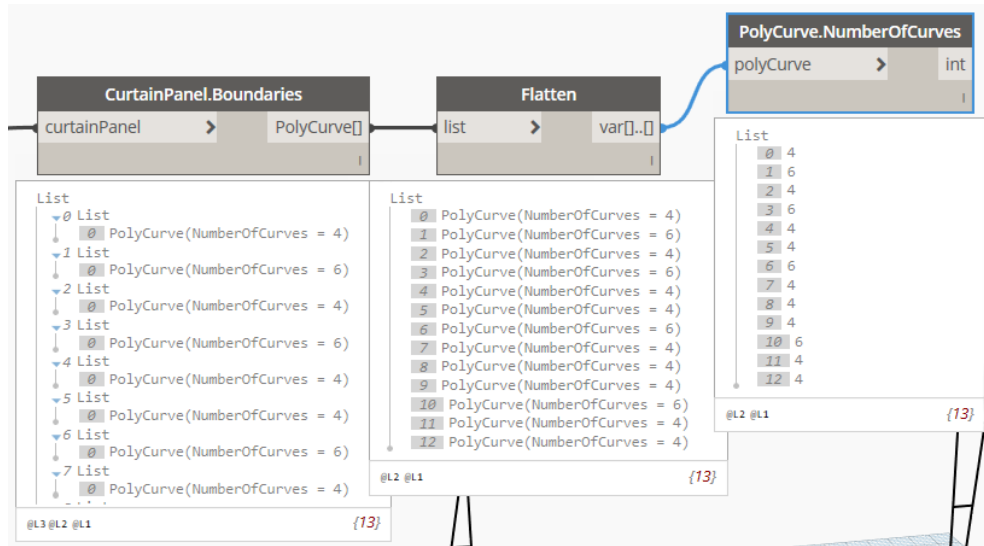 CurtainPanel.Boundaries
curtainPanel > PolyCurve[]
l
List
0 List
0 PolyCurve(NumberOfCurves = 4)
1 List
0 PolyCurve(NumberOfCurves = 6)
2 List
0 PolyCurve(NumberOfCurves = 4)
3 List
0 PolyCurve(NumberOfCurves = 6)
4 List
0 PolyCurve(NumberOfCurves = 4)
5 List
0 PolyCurve(NumberOfCurves = 4)
6 List
0 PolyCurve(NumberOfCurves = 6)
7 List
0 PolyCurve(NumberOfCurves = 4)
@L3 @L2 @L1 {13}
Flatten
list > var[]..[]
l
List
0 PolyCurve(NumberOfCurves = 4)
1 PolyCurve(NumberOfCurves = 6)
2 PolyCurve(NumberOfCurves = 4)
3 PolyCurve(NumberOfCurves = 6)
4 PolyCurve(NumberOfCurves = 4)
5 PolyCurve(NumberOfCurves = 4)
6 PolyCurve(NumberOfCurves = 6)
7 PolyCurve(NumberOfCurves = 4)
8 PolyCurve(NumberOfCurves = 4)
9 PolyCurve(NumberOfCurves = 4)
10 PolyCurve(NumberOfCurves = 6)
11 PolyCurve(NumberOfCurves = 4)
12 PolyCurve(NumberOfCurves = 4)
@L2 @L1 {13}
PolyCurve.NumberOfCurves
polyCurve > int
l
List
0 4
1 6
2 4
3 6
4 4
5 4
6 6
7 4
8 4
9 4
10 6
11 4
12 4
@L2 @L1 {13}